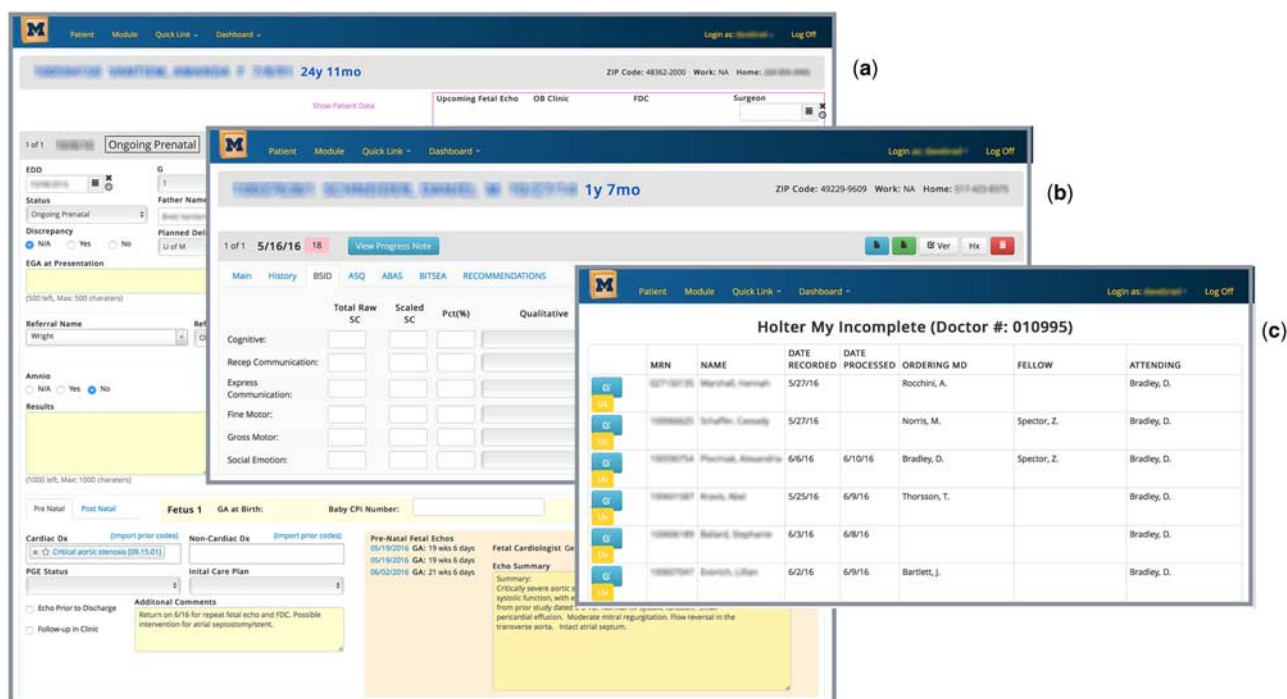 M Patient Module Quick Link Dashboard Login as: Log Off
24y 11mo ZIP Code: 48362-2000 Work: NA Home:
(a)
Show Patient Data Upcoming Fetal Echo OB Clinic FDC Surgeon
1 of 1 Ongoing Prenatal
EDD G
1
Status Father Name
Ongoing Prenatal
Discrepancy Planned Deli
N/A Yes No U of M
EGA at Presentation
(500 left, Max: 500 charaters)
Referral Name Ref
Wright
Amnio
N/A Yes No
Results
(1000 left, Max: 1000 charaters)
Pre Natal Post Natal Fetus 1 GA at Birth: Baby CPI Number:
Cardiac Dx (Import prior codes) Non-Cardiac Dx (Import prior codes)
Critical aortic stenosis [09.15.01]
PGE Status Inital Care Plan
Echo Prior to Discharge
Follow-up in Clinic
Additonal Comments
Return on 6/16 for repeat fetal echo and FDC. Possible
intervention for atrial septostomy/stent.
Pre-Natal Fetal Echos
05/19/2016 GA: 19 wks 6 days
05/19/2016 GA: 19 wks 6 days
06/02/2016 GA: 21 wks 6 days
Fetal Cardiologist Ge
Echo Summary
Summary:
Critically severe aortic s
systolic function, with e
from prior study dated
pericardial effusion. Moderate mitral regurgitation. Flow reversal in the
transverse aorta. Intact atrial septum.
M Patient Module Quick Link Dashboard Login as: Log Off
1y 7mo ZIP Code: 49229-9609 Work: NA Home:
(b)
1 of 1 5/16/16 18 View Progress Note Ver Hx
Main History BSID ASQ ABAS BITSEA RECOMMENDATIONS
Total Raw SC Scaled SC Pct(%) Qualitative
Cognitive:
Recep Communication:
Express
Communication:
Fine Motor:
Gross Motor:
Social Emotion:
M Patient Module Quick Link Dashboard Login as: Log Off
Holter My Incomplete (Doctor #: 010995)
(c)
MRN NAME DATE RECORDED DATE PROCESSED ORDERING MD FELLOW ATTENDING
5/27/16 Rocchini, A. Bradley, D.
5/27/16 Norris, M. Spector, Z. Bradley, D.
6/6/16 6/10/16 Bradley, D. Spector, Z. Bradley, D.
5/25/16 6/9/16 Thorsson, T. Bradley, D.
6/3/16 6/8/16 Bradley, D.
6/2/16 6/9/16 Bartlett, J. Bradley, D.